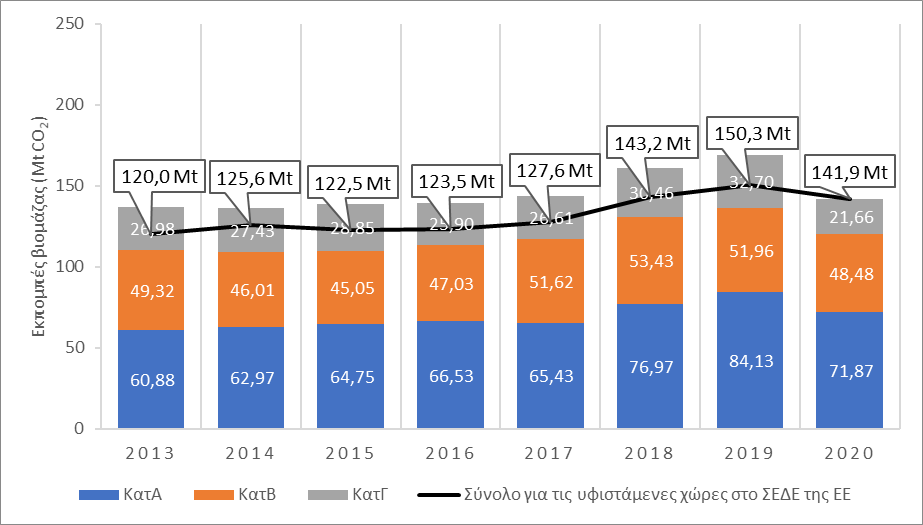 250
200
150
100
50
0
Εκπομπές βιομάζας (Mt CO2)
120,0 Mt
125,6 Mt
122,5 Mt
123,5 Mt
127,6 Mt
143,2 Mt
150,3 Mt
141,9 Mt
26,98
27,43
28,85
25,90
26,61
30,46
32,70
21,66
49,32
46,01
45,05
47,03
51,62
53,43
51,96
48,48
60,88
62,97
64,75
66,53
65,43
76,97
84,13
71,87
2013
2014
2015
2016
2017
2018
2019
2020
ΚατΑ
ΚατΒ
ΚατΓ
Σύνολο για τις υφιστάμενες χώρες στο ΣΕΔΕ της ΕΕ